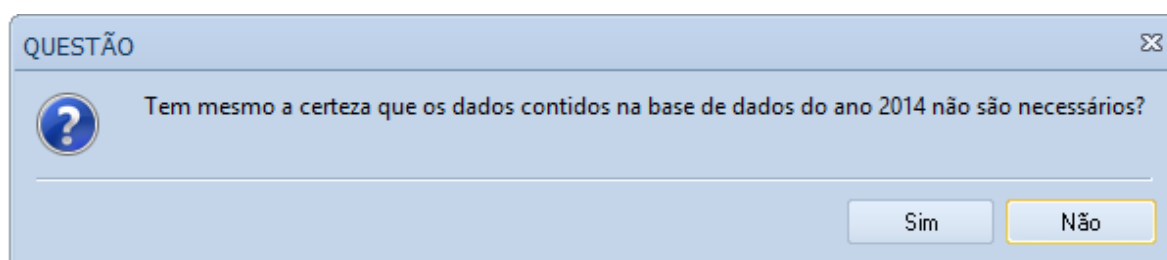 QUESTÃO
Tem mesmo a certeza que os dados contidos na base de dados do ano 2014 não são necessários?
Sim
Não